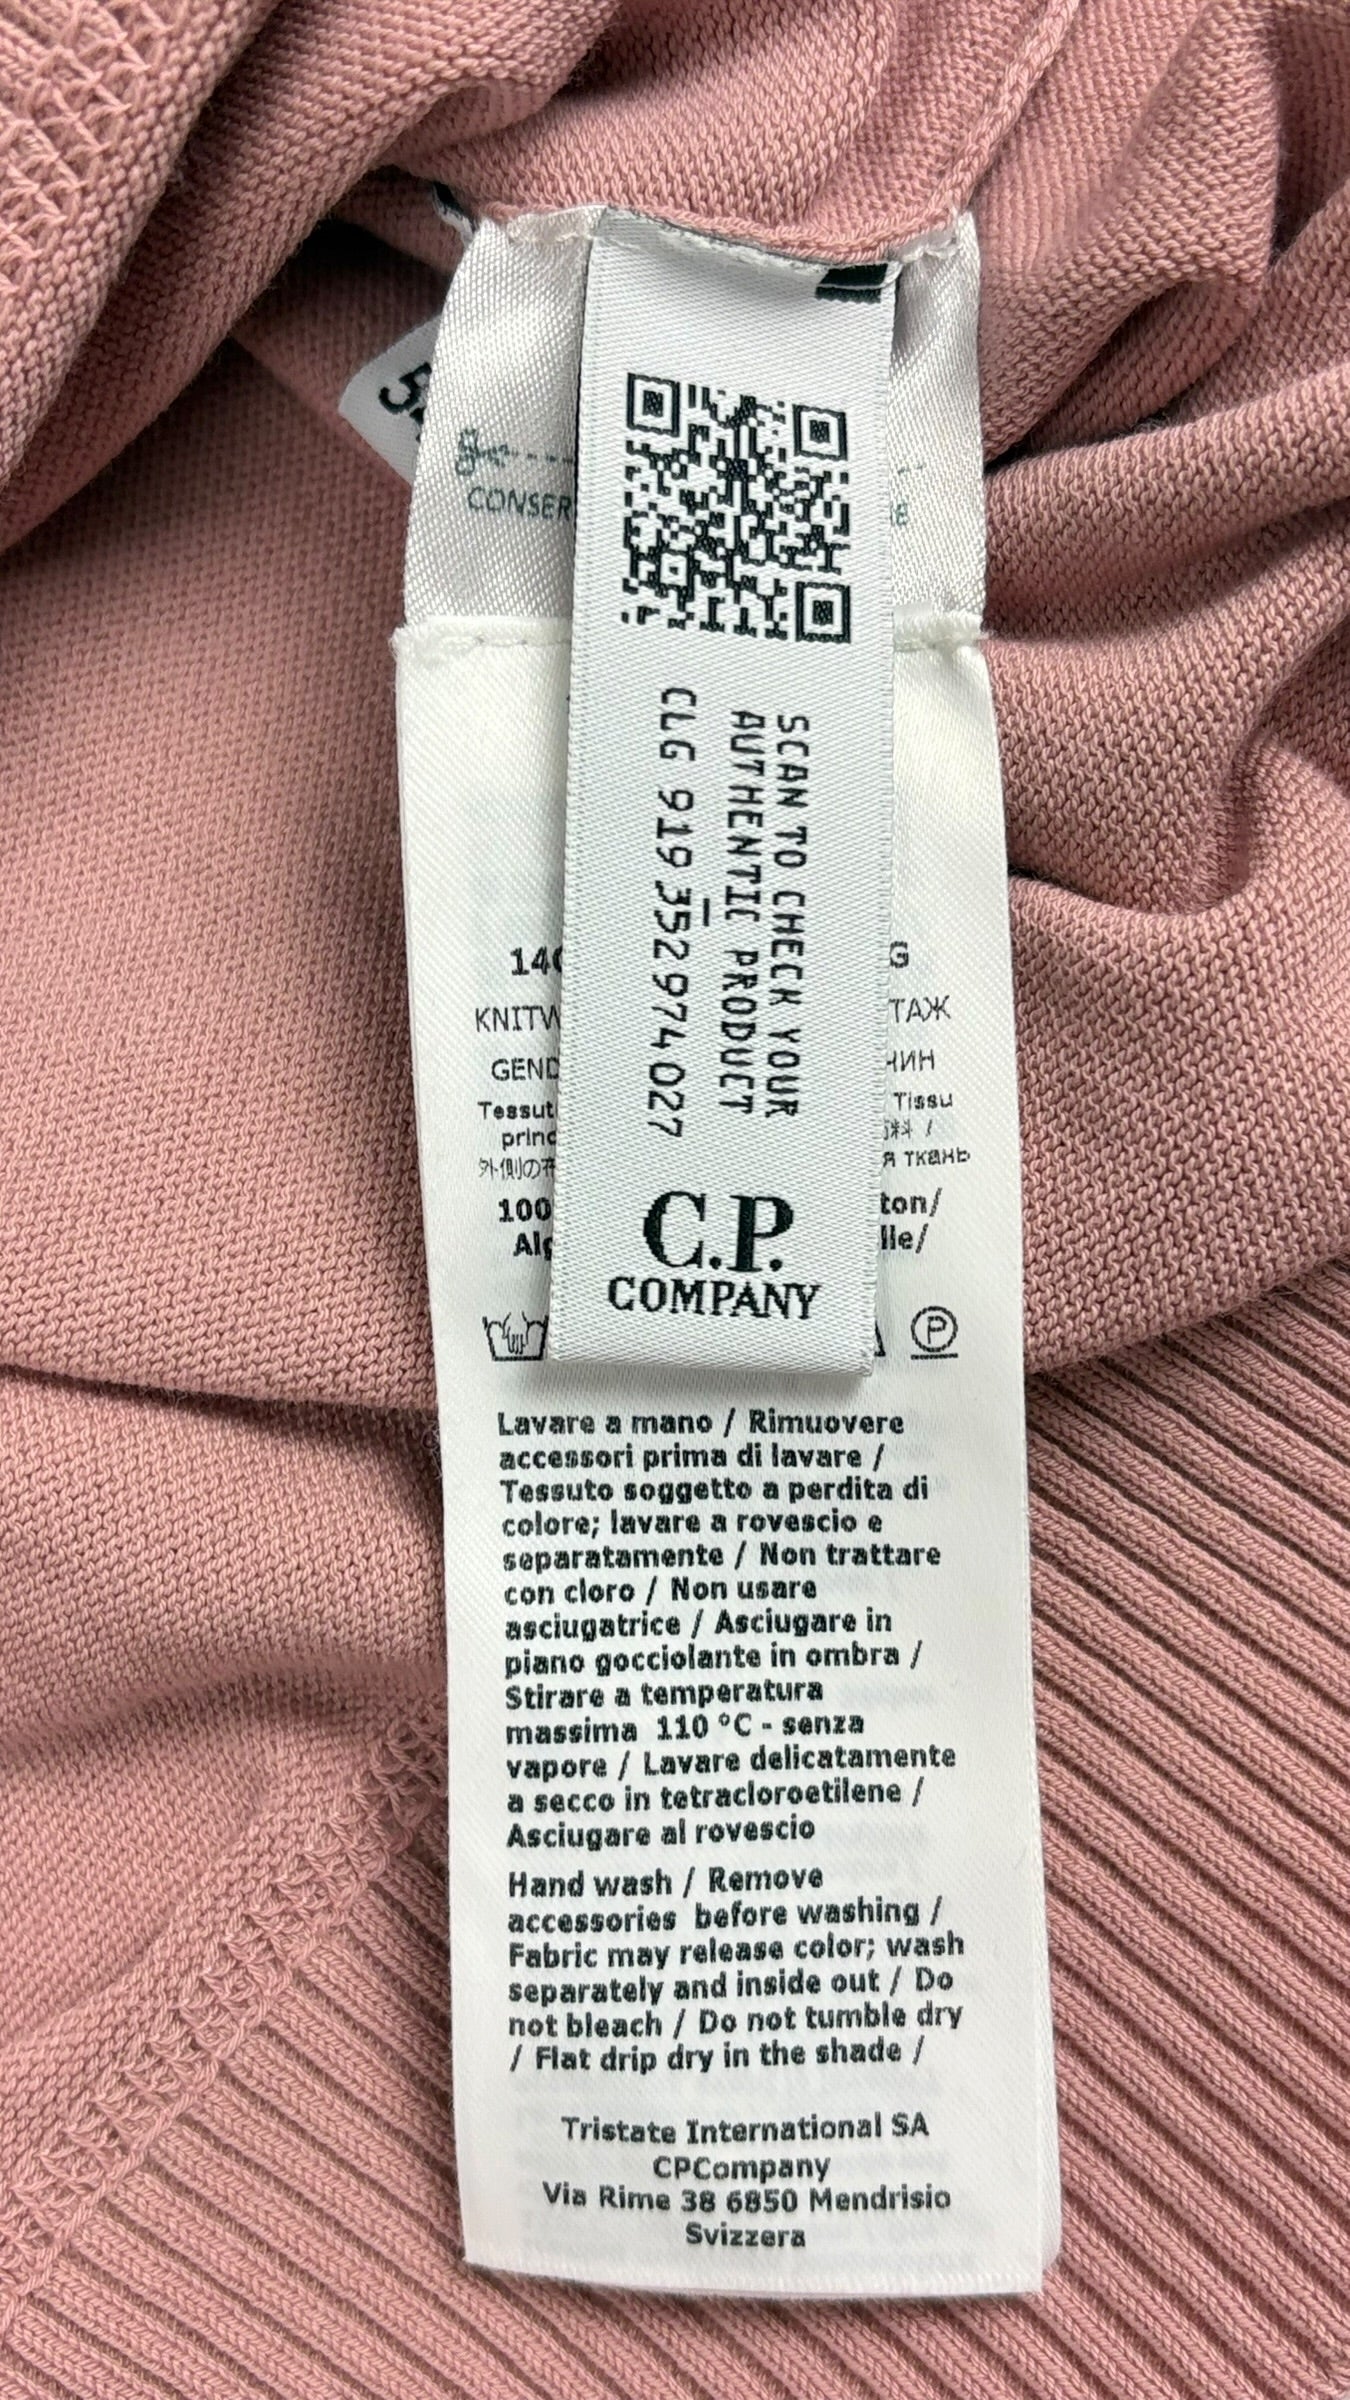 SCAN TO CHECK YOUR
AUTHENTIC PRODUCT
CLG 919 352974027
C.P.
COMPANY
Lavare a mano / Rimuovere
accessori prima di lavare /
Tessuto soggetto a perdita di
colore; lavare a rovescio e
separatamente / Non trattare
con cloro / Non usare
asciugatrice / Asciugare in
piano gocciolante in ombra /
Stirare a temperatura
massima 110 °C - senza
vapore / Lavare delicatamente
a secco in tetracloroetilene /
Asciugare al rovescio
Hand wash / Remove
accessories before washing /
Fabric may release color; wash
separately and inside out / Do
not bleach / Do not tumble dry
/ Flat drip dry in the shade /
Tristate International SA
CPCompany
Via Rime 38 6850 Mendrisio
Svizzera